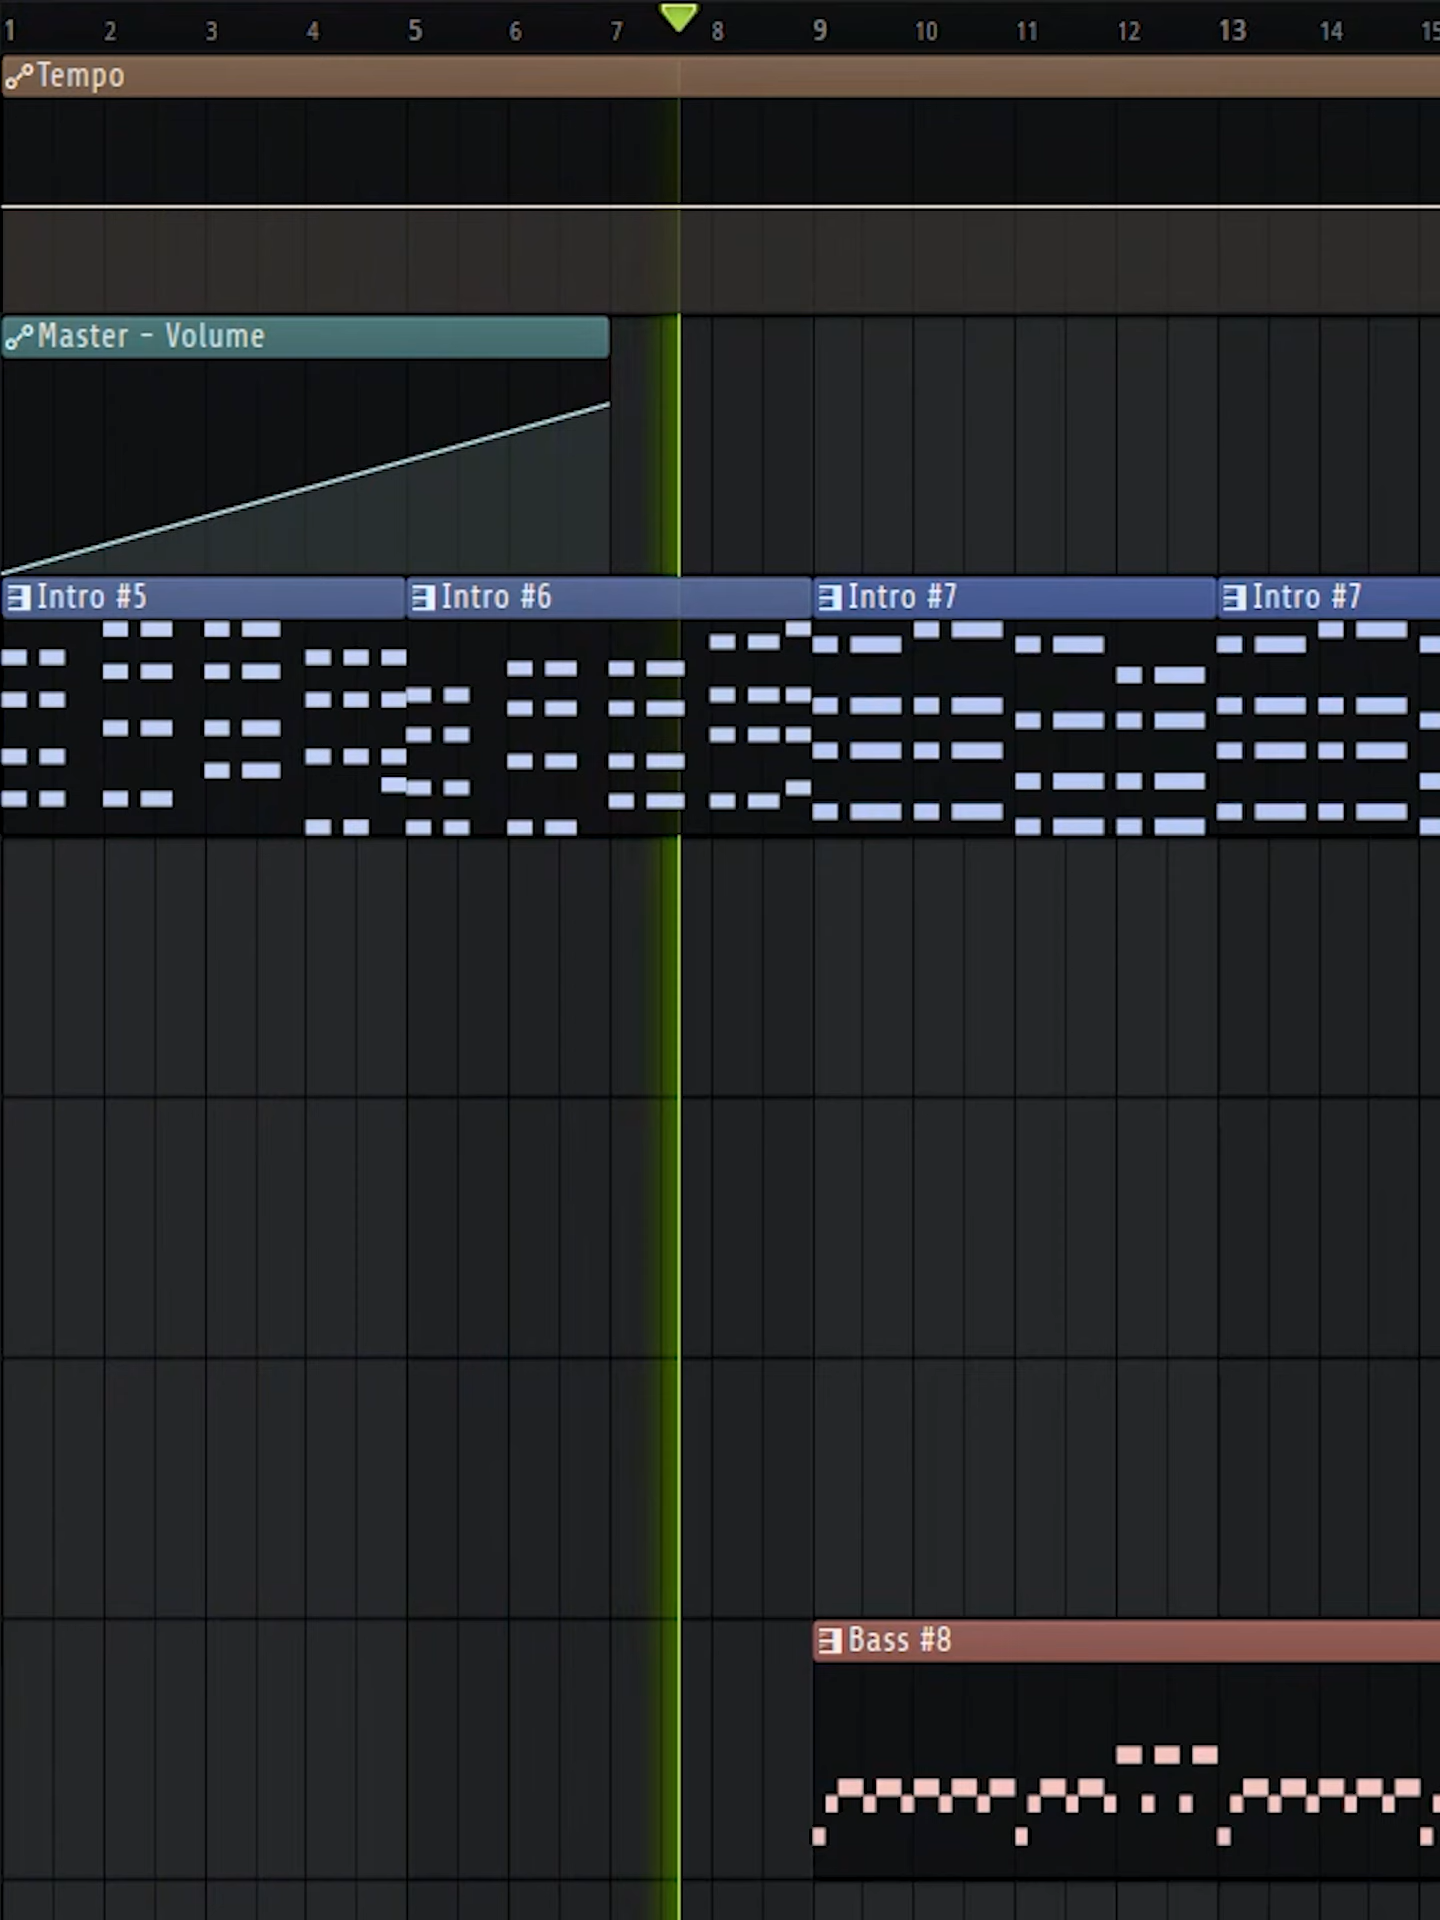 1 2 3 4 5 6 7 8 9 10 11 12 13 14 15
Tempo
Master - Volume
Intro #5 Intro #6 Intro #7 Intro #7
Bass #8